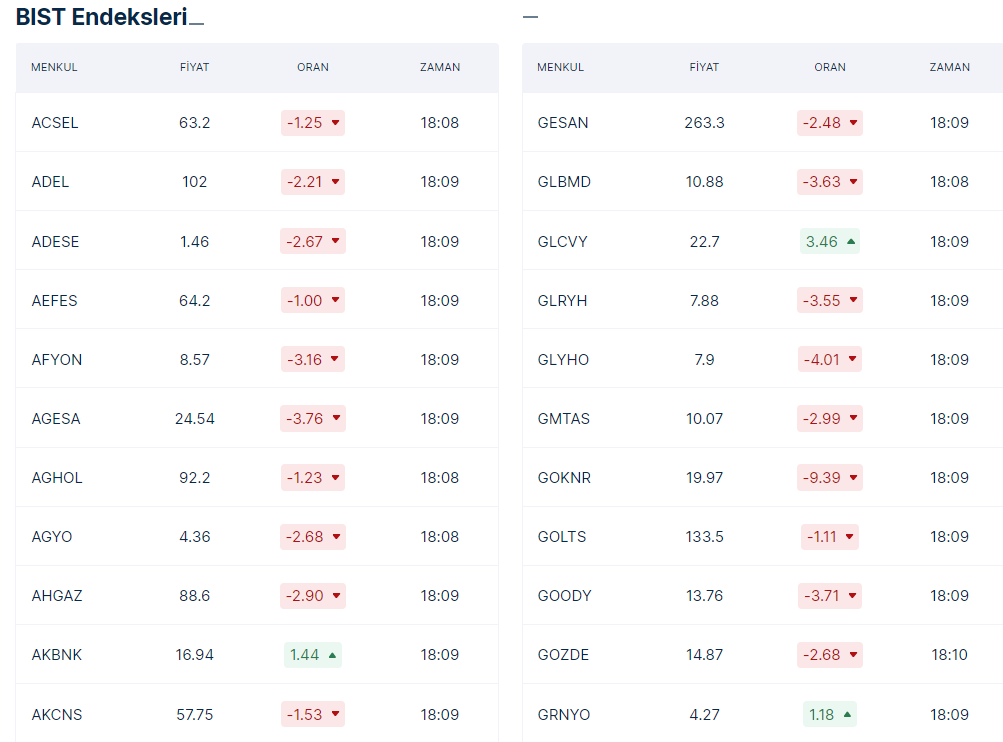 BIST Endeksleri_
MENKUL FİYAT ORAN ZAMAN
ACSEL 63.2 -1.25 18:08
ADEL 102 -2.21 18:09
ADESE 1.46 -2.67 18:09
AEFES 64.2 -1.00 18:09
AFYON 8.57 -3.16 18:09
AGESA 24.54 -3.76 18:09
AGHOL 92.2 -1.23 18:08
AGYO 4.36 -2.68 18:08
AHGAZ 88.6 -2.90 18:09
AKBNK 16.94 1.44 18:09
AKCNS 57.75 -1.53 18:09
MENKUL FİYAT ORAN ZAMAN
GESAN 263.3 -2.48 18:09
GLBMD 10.88 -3.63 18:08
GLCVY 22.7 3.46 18:09
GLRYH 7.88 -3.55 18:09
GLYHO 7.9 -4.01 18:09
GMTAS 10.07 -2.99 18:09
GOKNR 19.97 -9.39 18:09
GOLTS 133.5 -1.11 18:09
GOODY 13.76 -3.71 18:09
GOZDE 14.87 -2.68 18:10
GRNYO 4.27 1.18 18:09